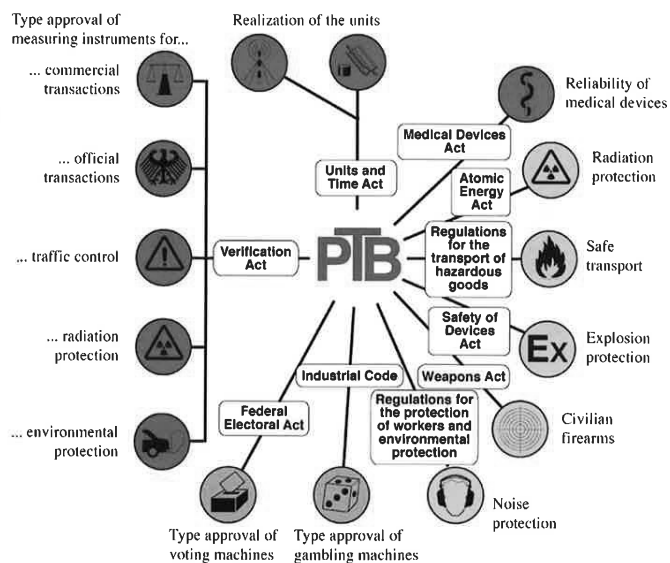 Type approval of
measuring instruments for...
... commercial
transactions
... official
transactions
... traffic control
... radiation
protection
... environmental
protection
Realization of the units
Units and
Time Act
Verification
Act
PTB
Medical Devices
Act
Reliability of
medical devices
Atomic
Energy
Act
Radiation
protection
Regulations
for the
transport of
hazardous
goods
Safe
transport
Safety of
Devices
Act
Ex
Explosion
protection
Weapons Act
Civilian
firearms
Regulations for
the protection
of workers and
environmental
protection
Noise
protection
Industrial Code
Type approval of
gambling machines
Federal
Electoral Act
Type approval of
voting machines